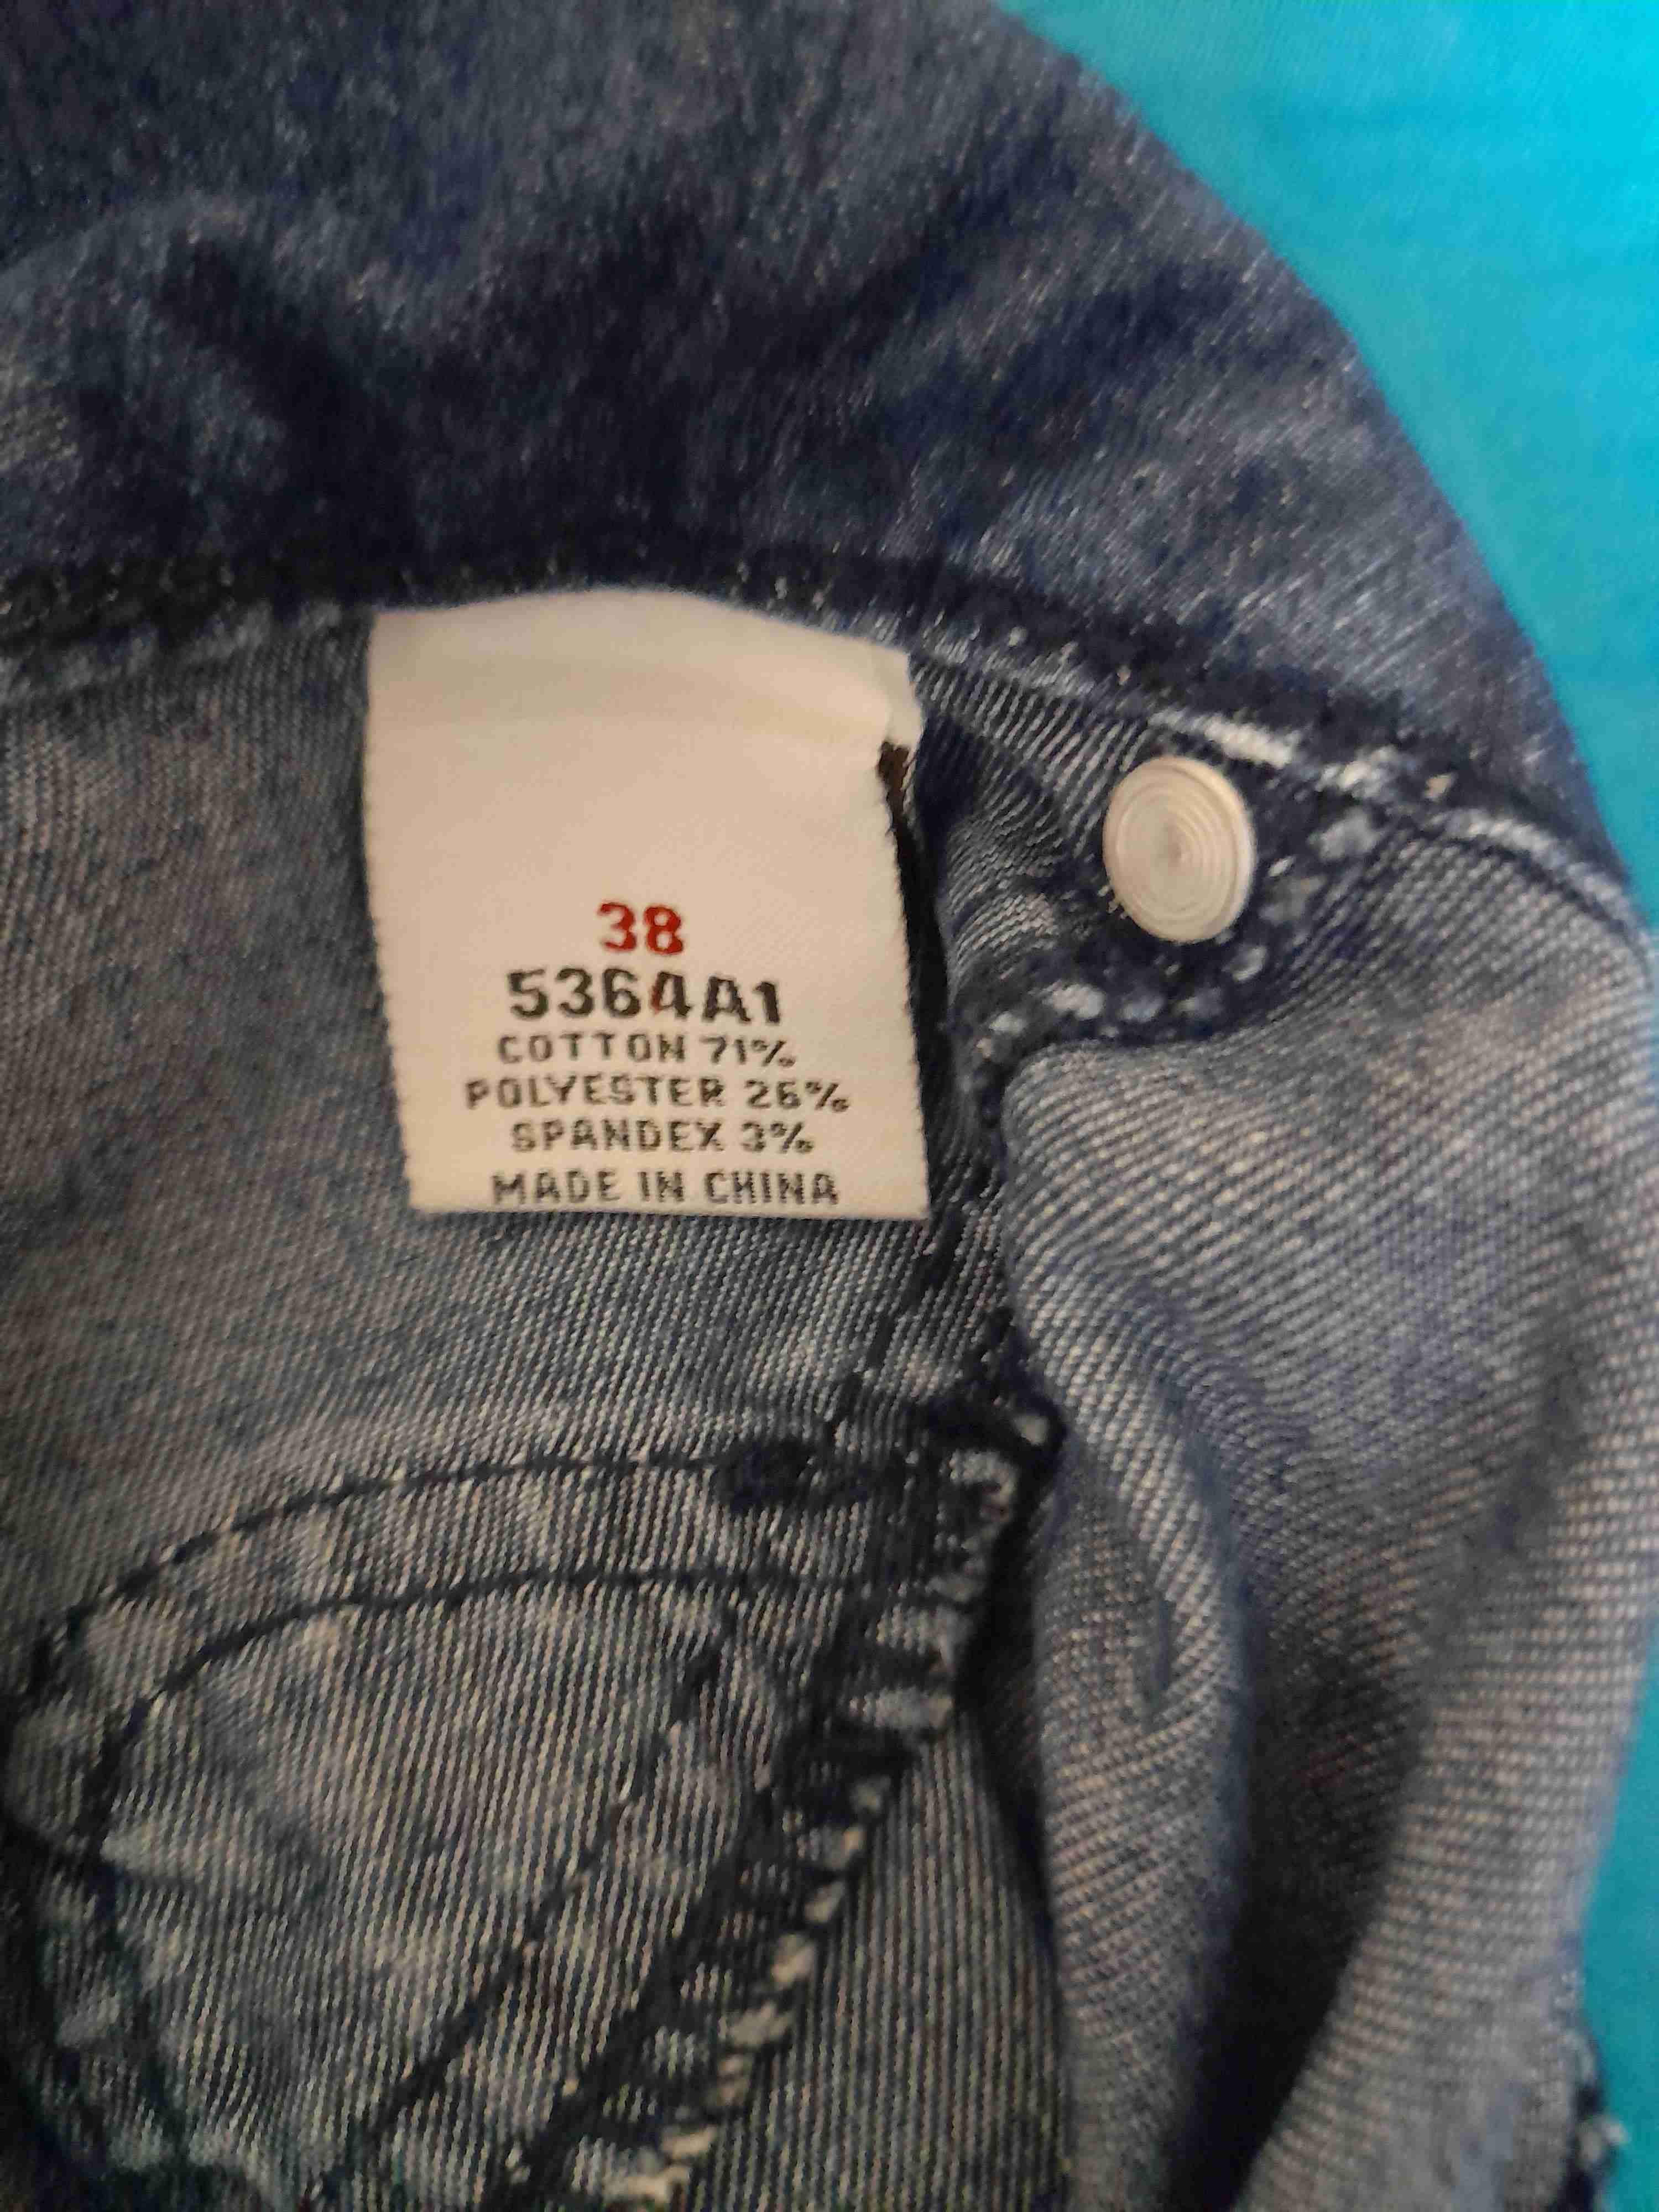 38
5364A1
COTTON 71%
POLYESTER 26%
SPANDEX 3%
MADE IN CHINA